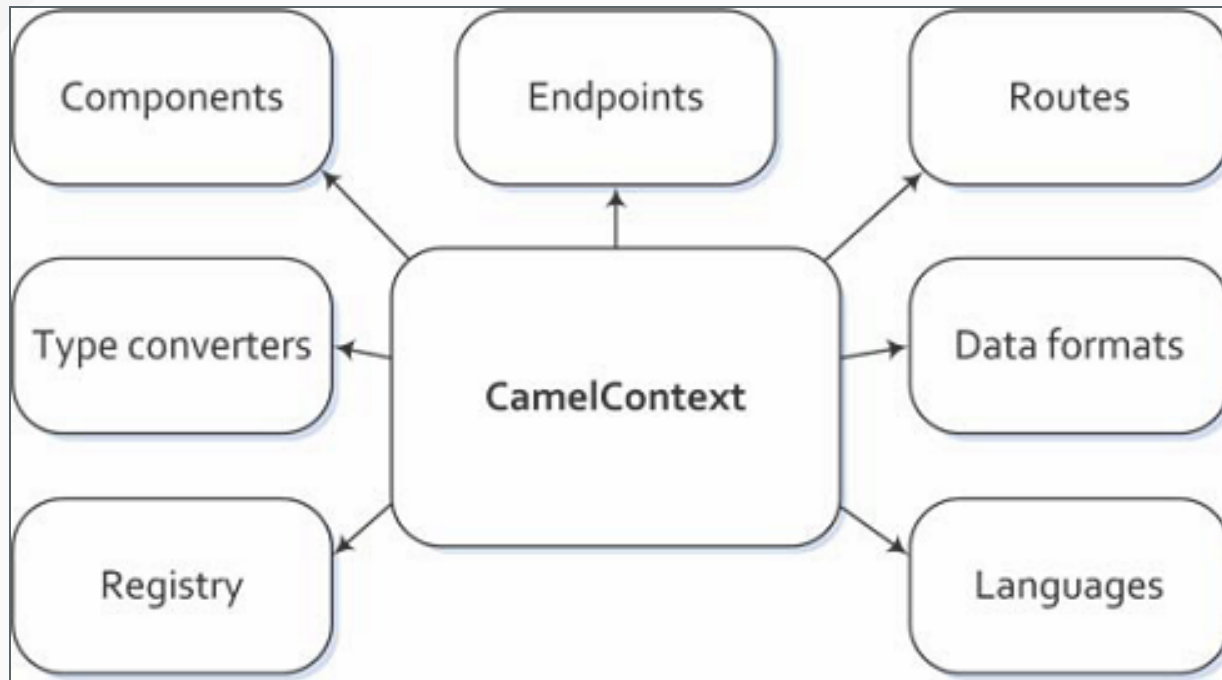 Components
Endpoints
Routes
Type converters
CamelContext
Data formats
Registry
Languages